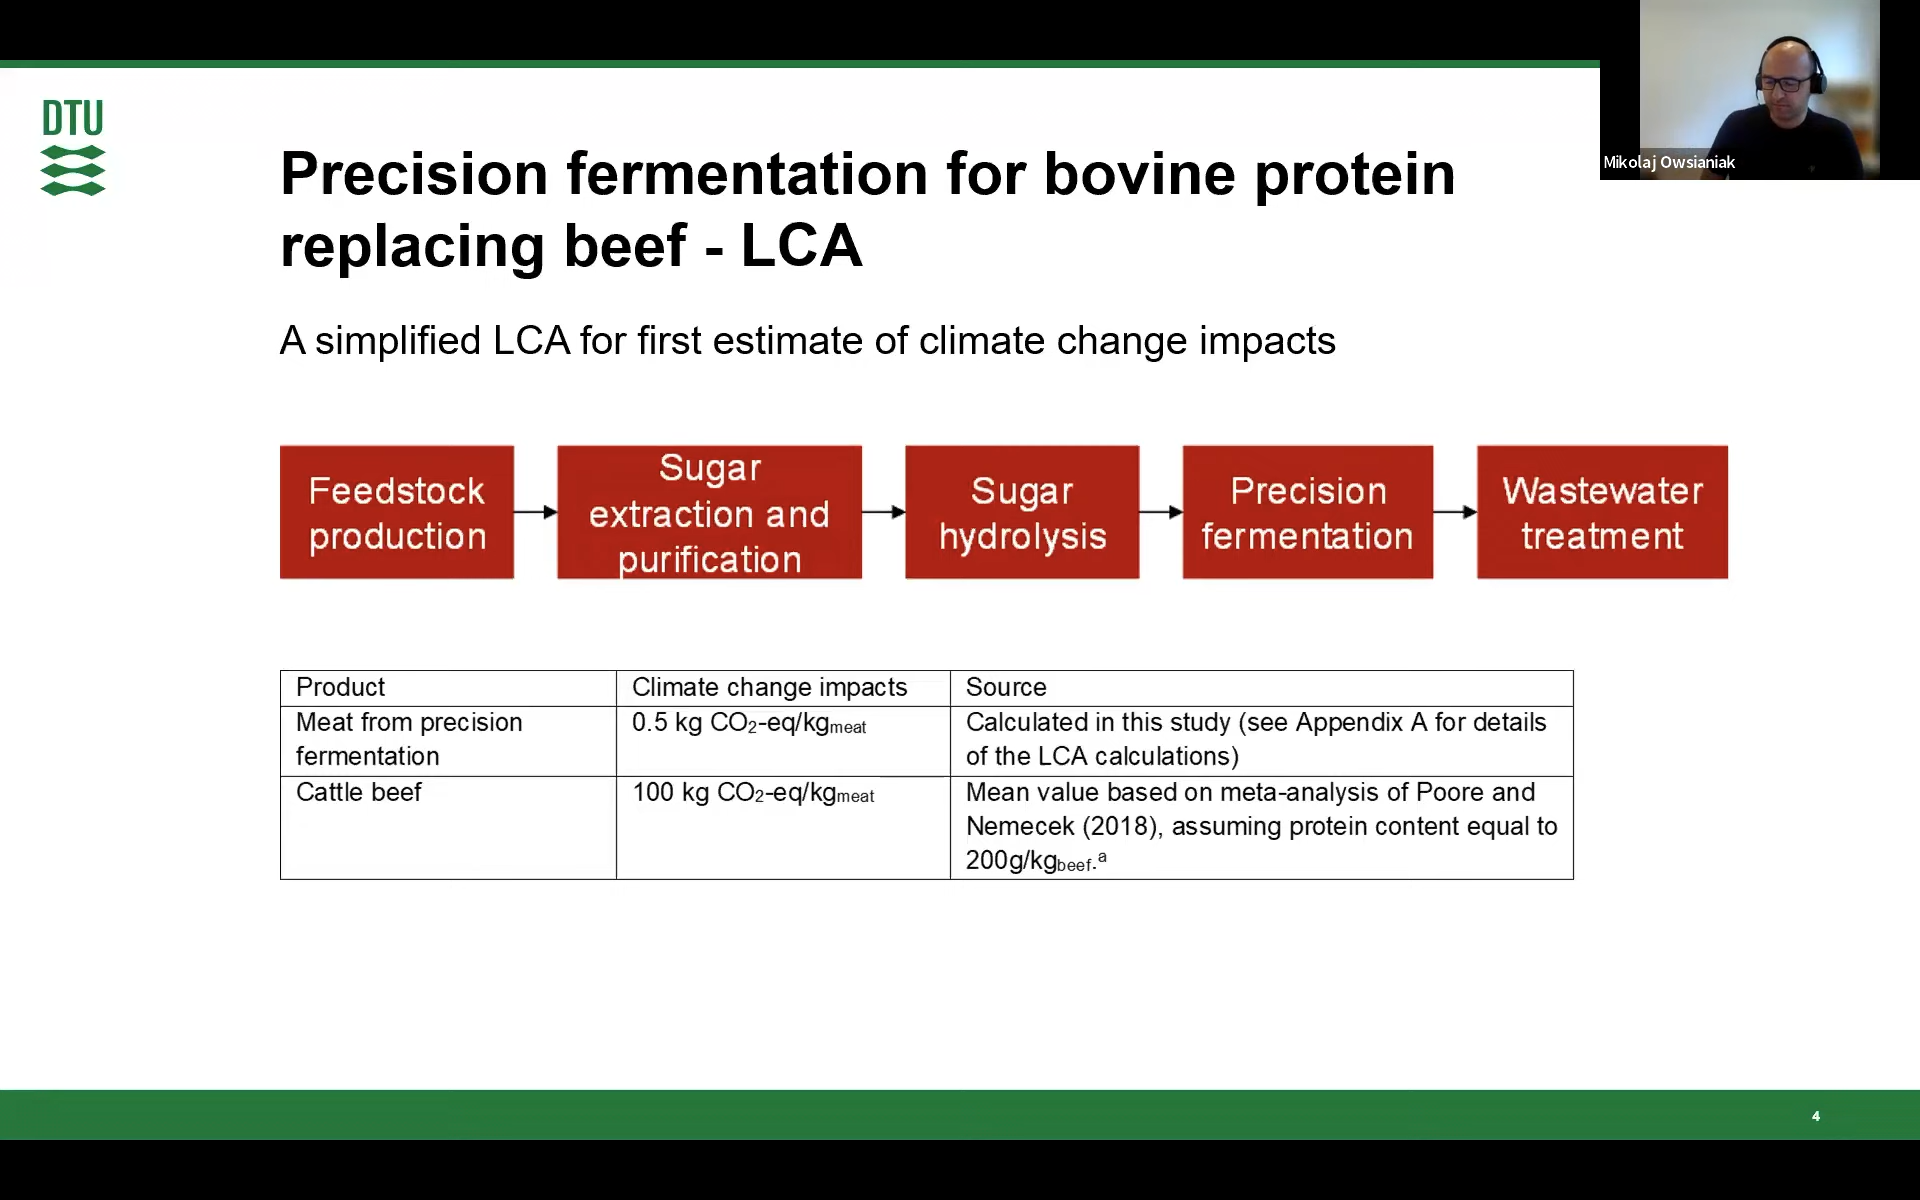 DTU
Mikolaj Owsianiak
Precision fermentation for bovine protein
replacing beef - LCA
A simplified LCA for first estimate of climate change impacts
Feedstock
production
Sugar
extraction and
purification
Sugar
hydrolysis
Precision
fermentation
Wastewater
treatment
Product
Climate change impacts
Source
Meat from precision
fermentation
0.5 kg CO₂-eq/kgmeat
Calculated in this study (see Appendix A for details
of the LCA calculations)
Cattle beef
100 kg CO₂-eq/kgmeat
Mean value based on meta-analysis of Poore and
Nemecek (2018), assuming protein content equal to
200g/kgbeef.ᵃ
4